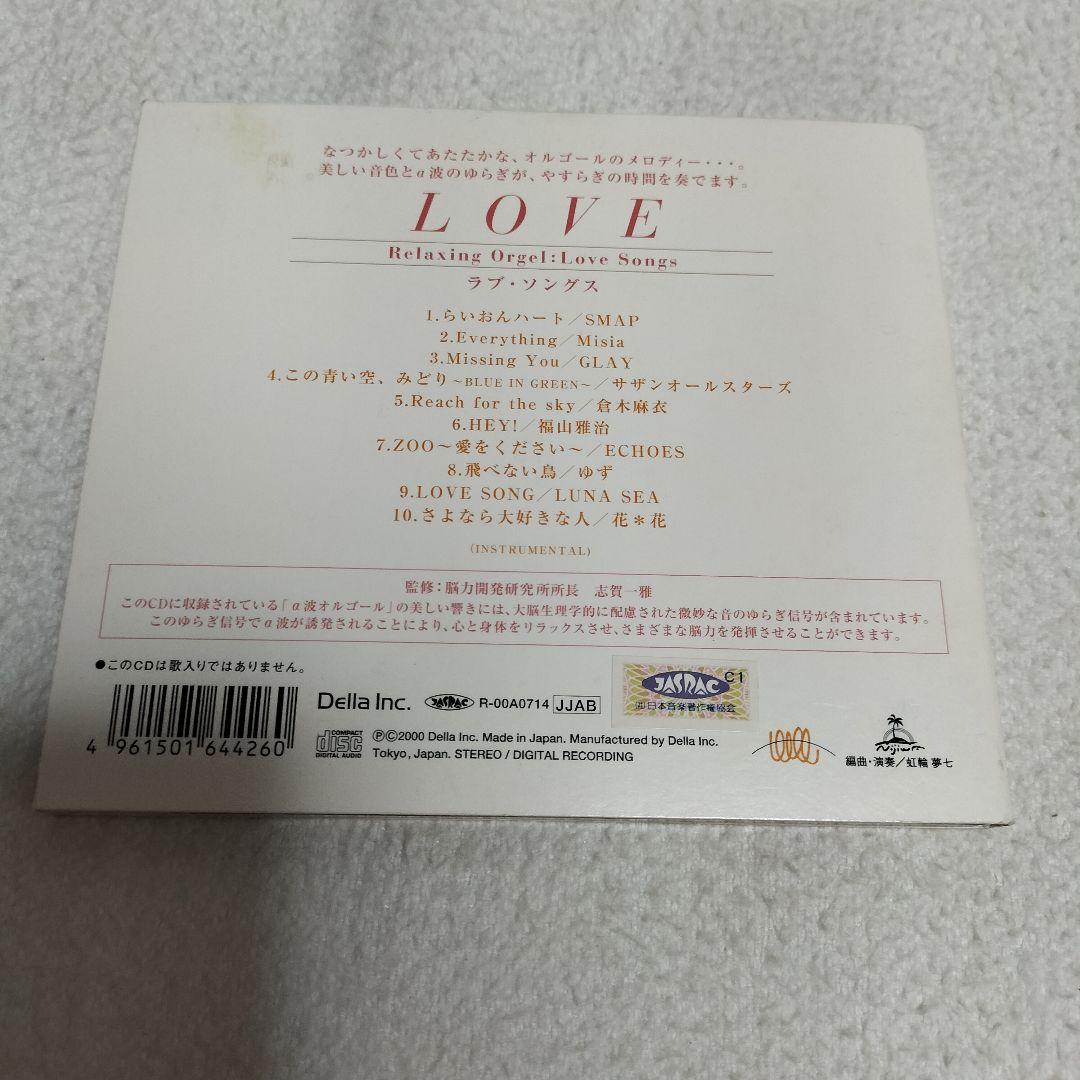 なつかしくてあたたかな、オルゴールのメロディー・・・。
美しい音色とα波のゆらぎが、やすらぎの時間を奏でます。
LOVE
Relaxing Orgel:Love Songs
ラブ・ソングス
1.らいおんハート/SMAP
2.Everything/Misia
3.Missing You/GLAY
4.この青い空、みどり～BLUE IN GREEN～/サザンオールスターズ
5.Reach for the sky/倉木麻衣
6.HEY!/福山雅治
7.ZOO～愛をください～/ECHOES
8.飛べない鳥/ゆず
9.LOVE SONG/LUNA SEA
10.さよなら大好きな人/花＊花
(INSTRUMENTAL)
監修：脳力開発研究所所長 志賀一雅
このCDに収録されている「α波オルゴール」の美しい響きには、大脳生理学的に配慮された微妙な音のゆらぎ信号が含まれています。
このゆらぎ信号でα波が誘発されることにより、心と身体をリラックスさせ、さまざまな脳力を発揮させることができます。
●このCDは歌入りではありません。
4 961501 644260
Della Inc. JASRAC R-00A0714 JJAB
COMPACT disc DIGITAL AUDIO
ⓅⒸ2000 Della Inc. Made in Japan. Manufactured by Della Inc.
Tokyo, Japan. STEREO / DIGITAL RECORDING
JASRAC C1
㈳日本音楽著作権協会
Nijiwa
編曲・演奏/虹輪 夢七